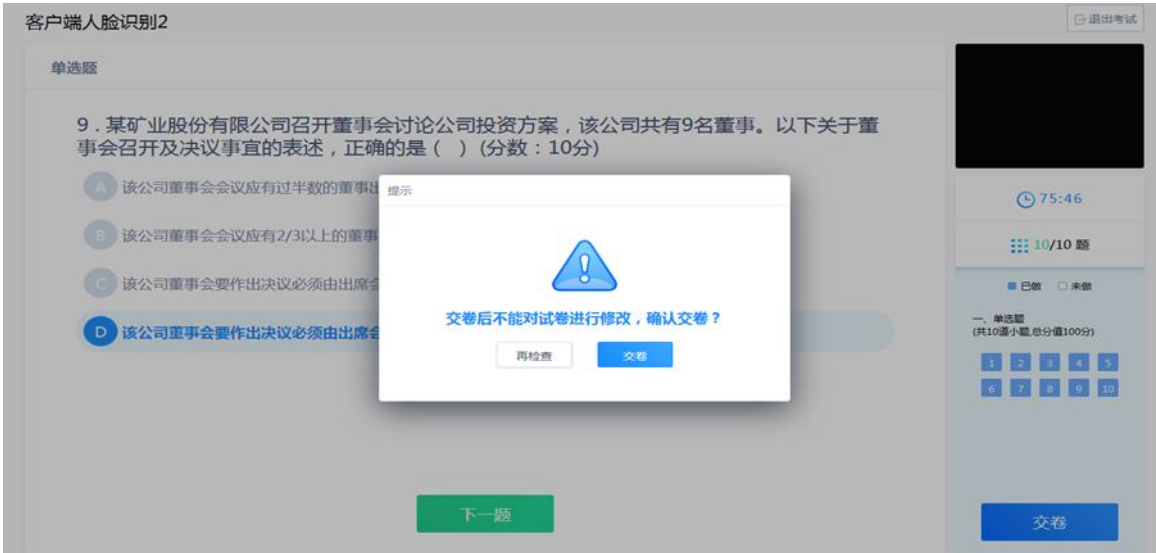 客户端人脸识别2
退出考试
单选题
9 . 某矿业股份有限公司召开董事会讨论公司投资方案，该公司共有9名董事。以下关于董
事会召开及决议事宜的表述，正确的是（ ）(分数：10分)
A 该公司董事会会议应有过半数的董事出
B 该公司董事会会议应有2/3以上的董事
C 该公司董事会要作出决议必须由出席会
D 该公司董事会要作出决议必须由出席会
提示
交卷后不能对试卷进行修改，确认交卷？
再检查 交卷
下一题
75:46
10/10 题
已做 未做
一、单选题
(共10道小题,总分值100分)
1 2 3 4 5
6 7 8 9 10
交卷